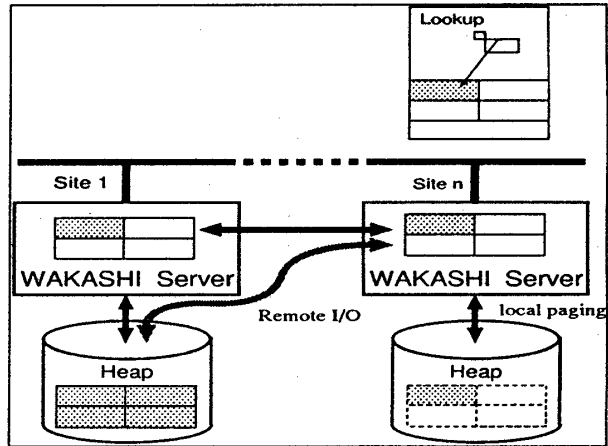 Lookup
Site 1
Site n
WAKASHI Server
WAKASHI Server
Remote I/O
local paging
Heap
Heap